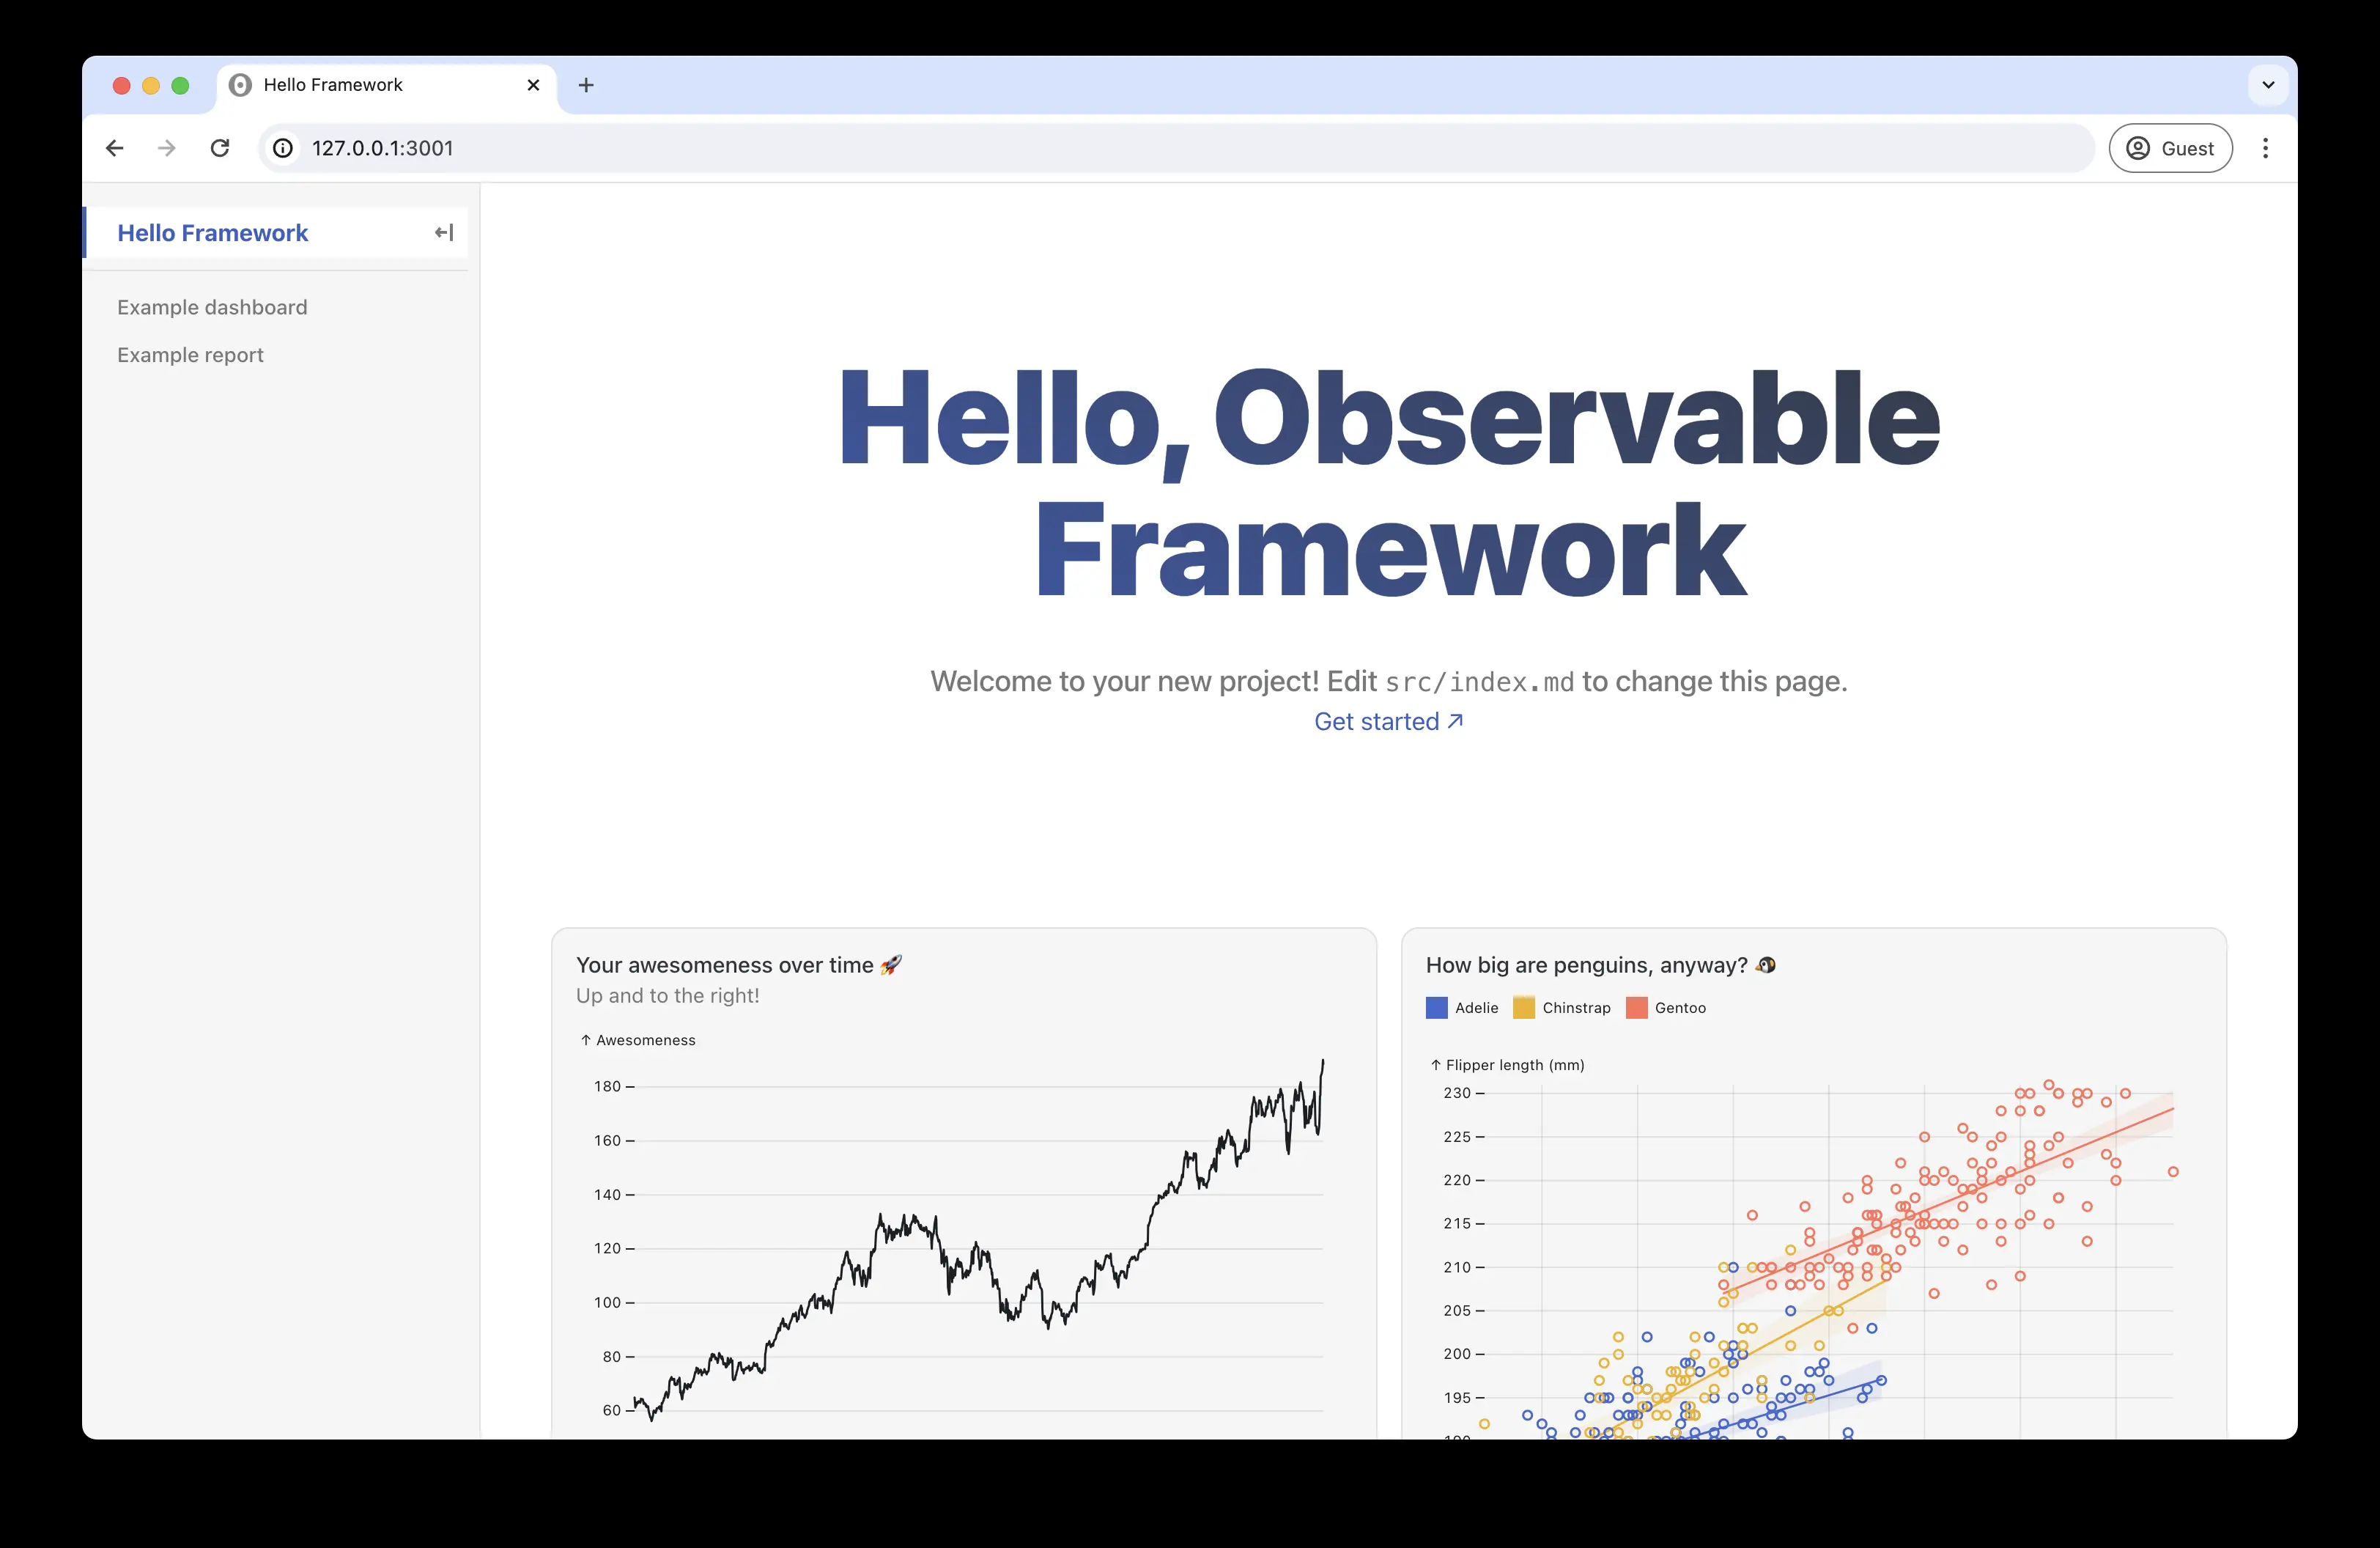 Hello Framework
127.0.0.1:3001
Guest
Hello Framework
Example dashboard
Example report
Hello, Observable
Framework
Welcome to your new project! Edit src/index.md to change this page.
Get started ↗
Your awesomeness over time 🚀
Up and to the right!
↑ Awesomeness
180
160
140
120
100
80
60
How big are penguins, anyway? 🐧
Adelie Chinstrap Gentoo
↑ Flipper length (mm)
230
225
220
215
210
205
200
195